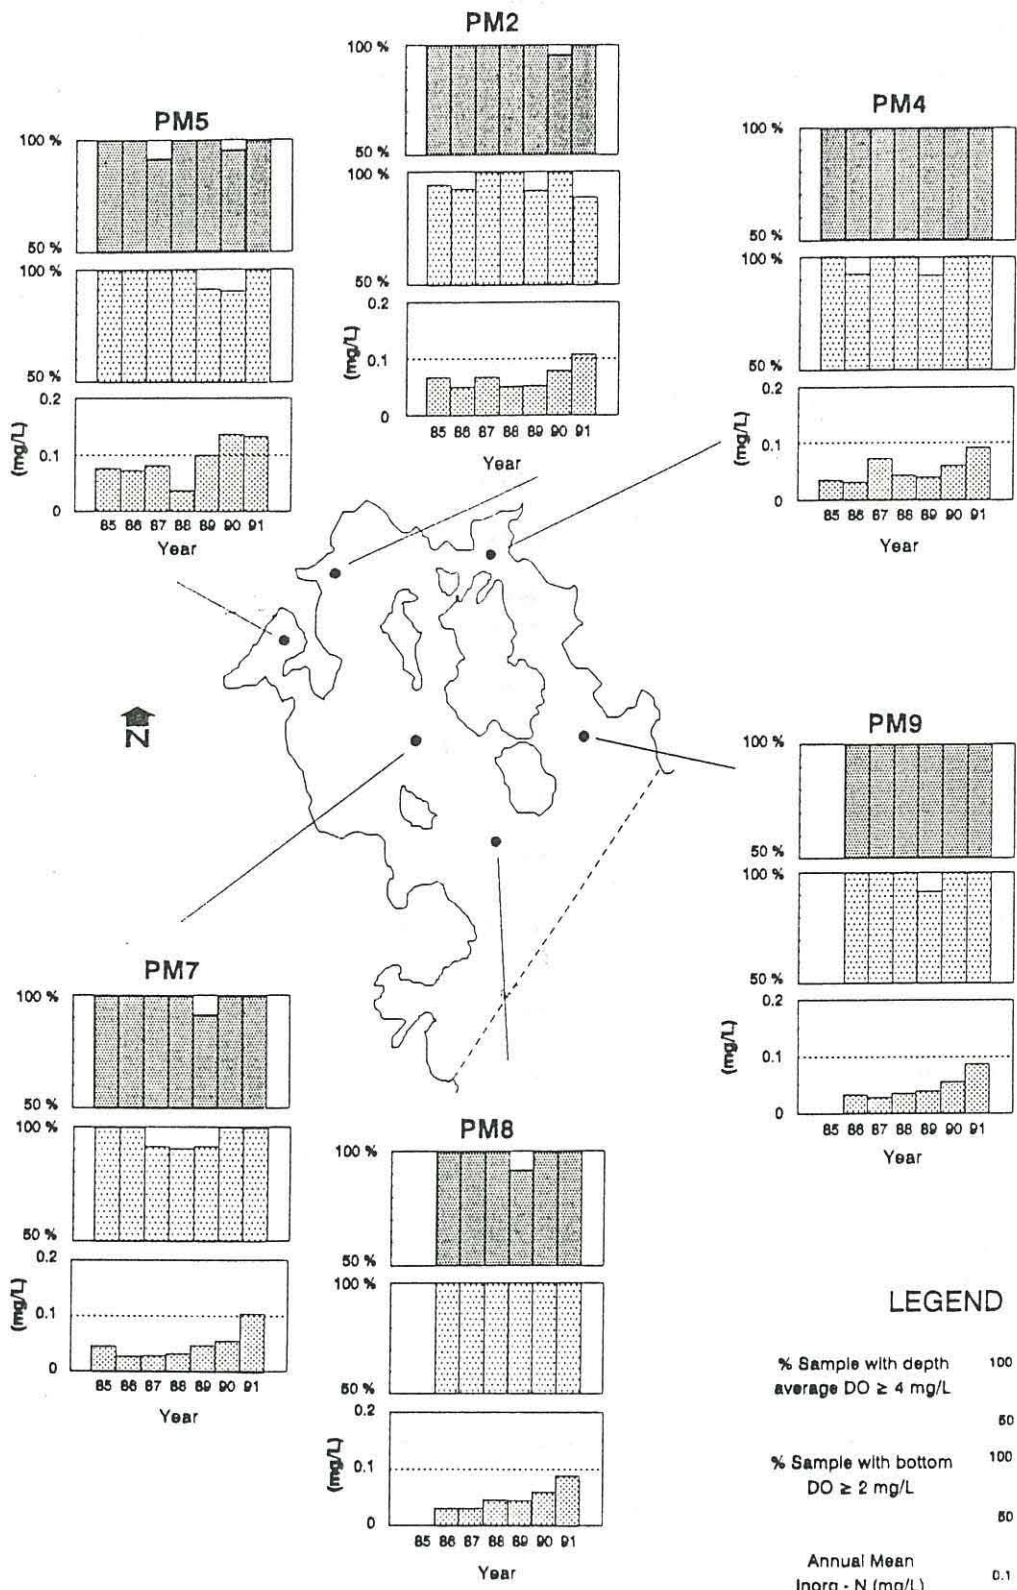 PM2
100 %
50 %
100 %
50 %
0.2
0.1
0
(mg/L)
85 86 87 88 89 90 91
Year
PM5
100 %
50 %
100 %
50 %
0.2
0.1
0
(mg/L)
85 86 87 88 89 90 91
Year
PM4
100 %
50 %
100 %
50 %
0.2
0.1
0
(mg/L)
85 86 87 88 89 90 91
Year
N
PM9
100 %
50 %
100 %
50 %
0.2
0.1
0
(mg/L)
85 86 87 88 89 90 91
Year
PM7
100 %
50 %
100 %
50 %
0.2
0.1
0
(mg/L)
85 86 87 88 89 90 91
Year
PM8
100 %
50 %
100 %
50 %
0.2
0.1
0
(mg/L)
85 86 87 88 89 90 91
Year
LEGEND
% Sample with depth 100
average DO ≥ 4 mg/L
50
% Sample with bottom 100
DO ≥ 2 mg/L
50
Annual Mean
Inorg - N (mg/L) 0.1